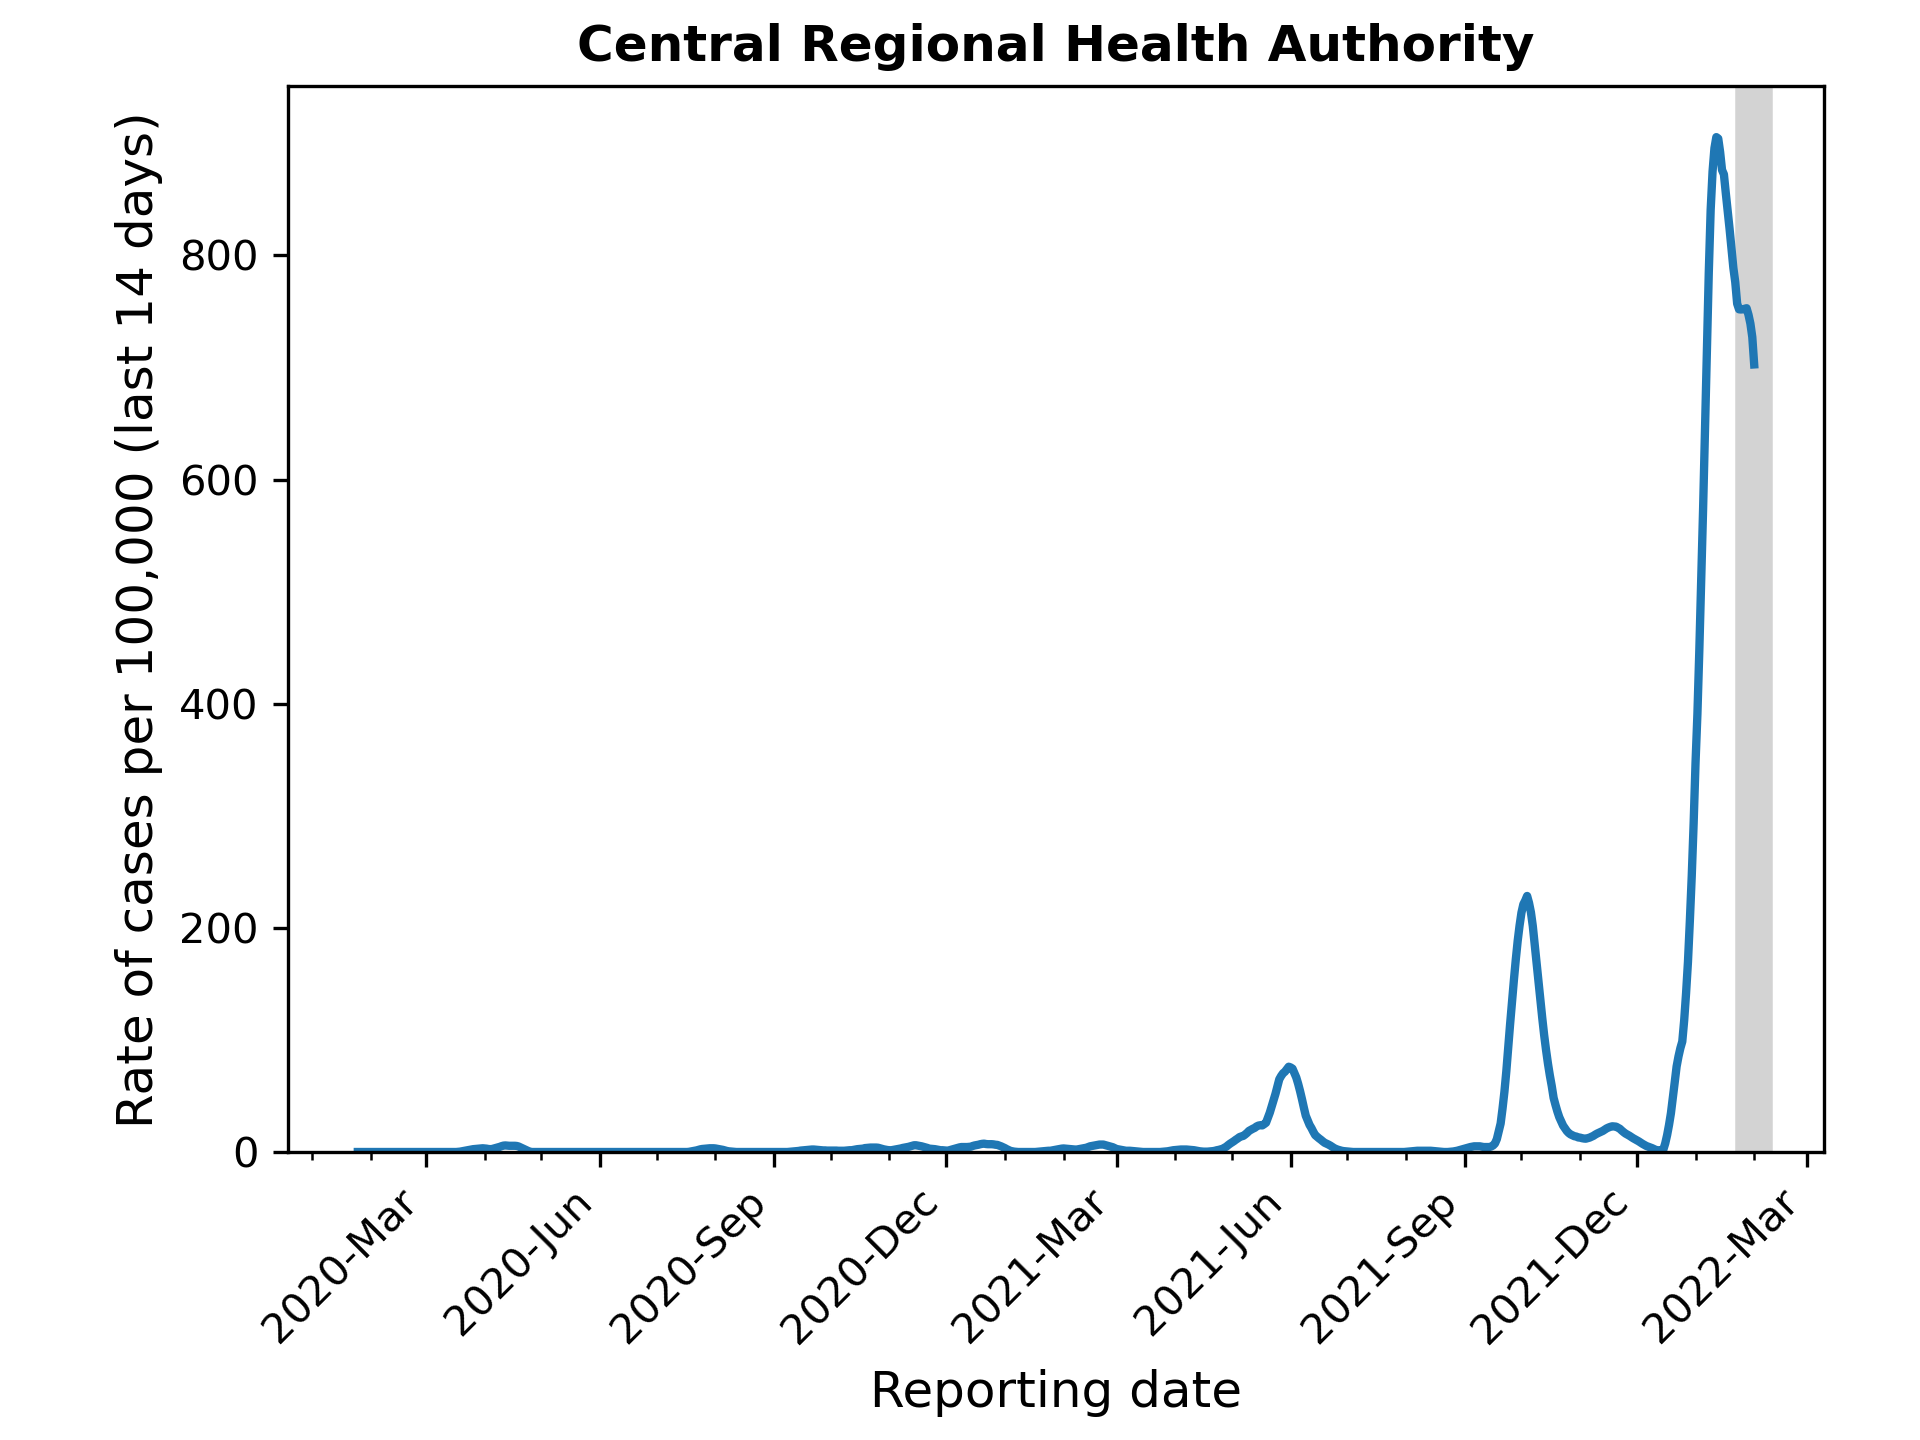 Central Regional Health Authority
Rate of cases per 100,000 (last 14 days)
800
600
400
200
0
2020-Mar
2020-Jun
2020-Sep
2020-Dec
2021-Mar
2021-Jun
2021-Sep
2021-Dec
2022-Mar
Reporting date